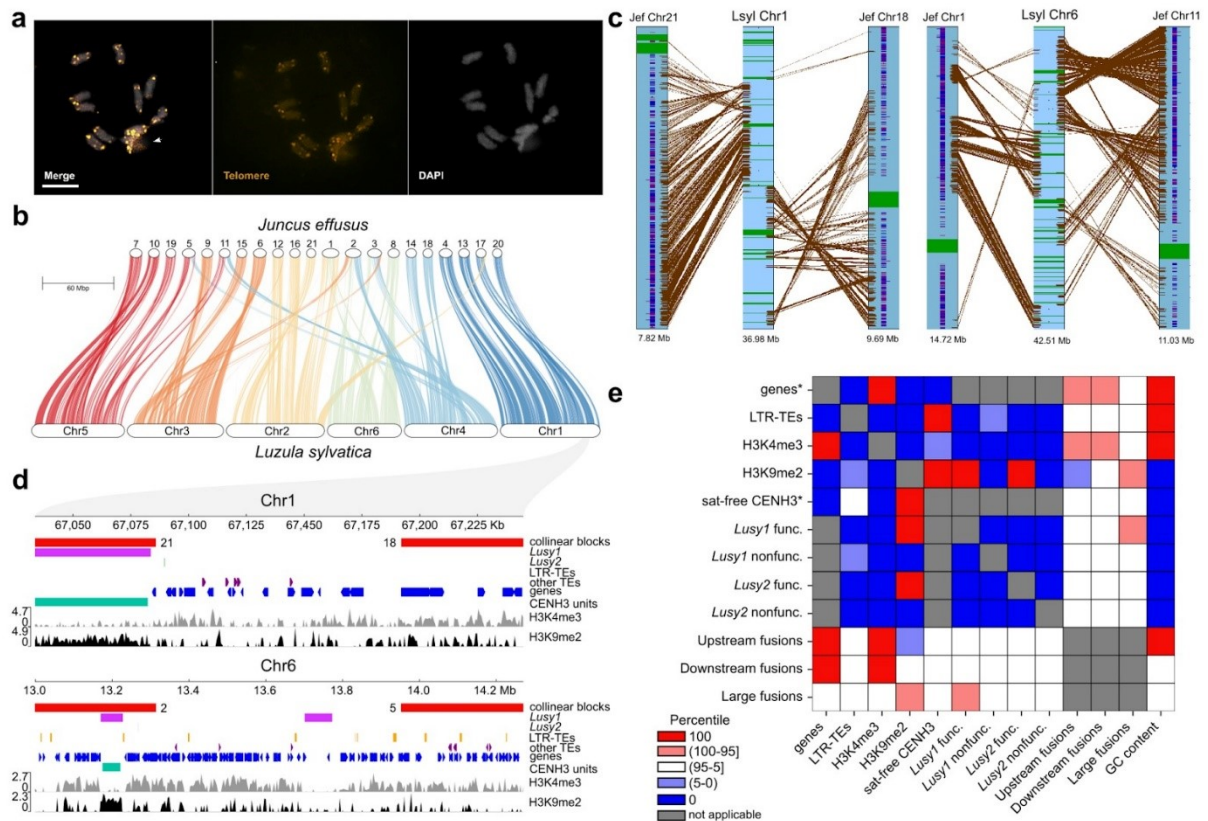 a
Merge
Telomere
DAPI
b
Juncus effusus
7 10 19 5 9 11 15 6 12 16 21 1 2 3 8 14 18 4 13 17 20
60 Mbp
Chr5 Chr3 Chr2 Chr6 Chr4 Chr1
Luzula sylvatica
c
Jef Chr21 Lsyl Chr1 Jef Chr18 Jef Chr1 Lsyl Chr6 Jef Chr11
7.82 Mb 36.98 Mb 9.69 Mb 14.72 Mb 42.51 Mb 11.03 Mb
d
Chr1
67,050 67,075 67,100 67,125 67,450 67,175 67,200 67,225 Kb
21 18 collinear blocks
Lusy1
Lusy2
LTR-TEs
other TEs
genes
CENH3 units
4.7 H3K4me3
0
4.9 H3K9me2
0
Chr6
13.0 13.2 13.4 13.6 13.8 14.0 14.2 Mb
2 5 collinear blocks
Lusy1
Lusy2
LTR-TEs
other TEs
genes
CENH3 units
2.7 H3K4me3
0
2.3 H3K9me2
0
e
genes*
LTR-TEs
H3K4me3
H3K9me2
sat-free CENH3*
Lusy1 func.
Lusy1 nonfunc.
Lusy2 func.
Lusy2 nonfunc.
Upstream fusions
Downstream fusions
Large fusions
genes LTR-TEs H3K4me3 H3K9me2 sat-free CENH3 Lusy1 func. Lusy1 nonfunc. Lusy2 func. Lusy2 nonfunc. Upstream fusions Downstream fusions Large fusions GC content
Percentile
100
(100-95]
(95-5]
(5-0)
0
not applicable